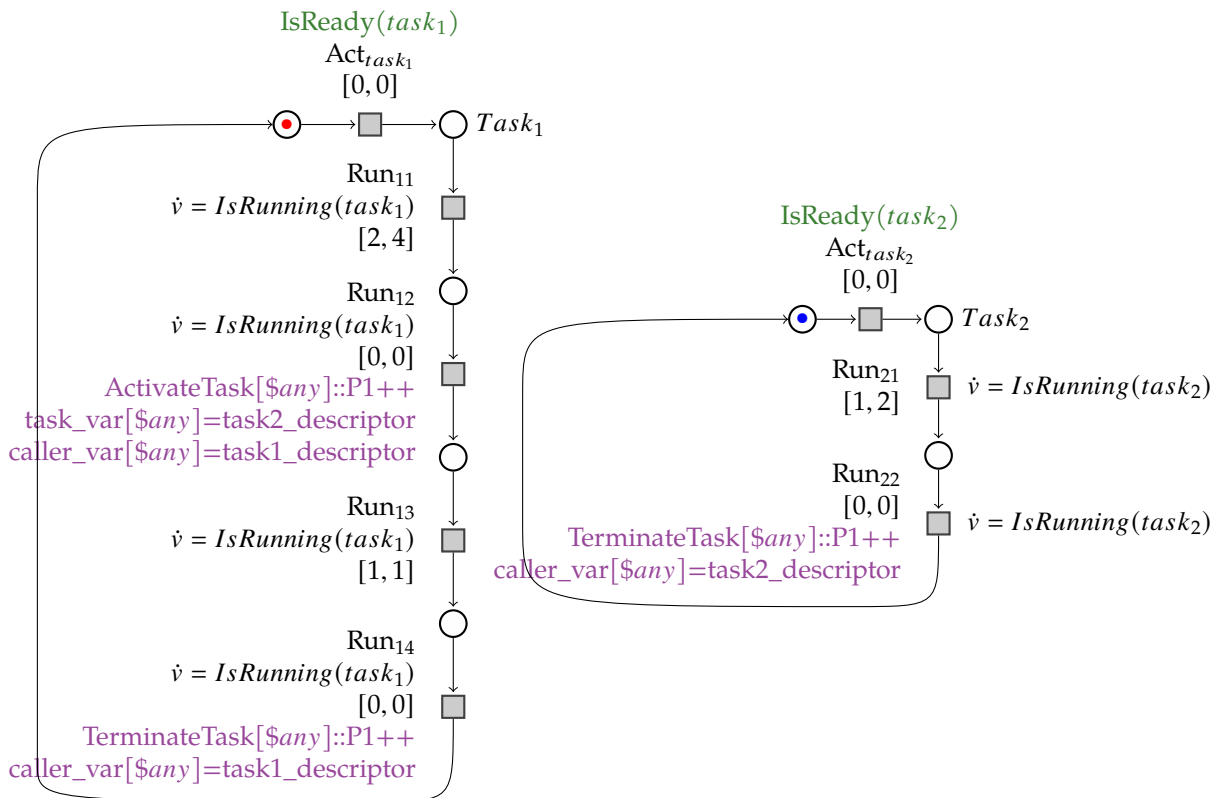 IsReady(task₁)
Act_task₁
[0, 0]
Task₁
Run₁₁
v̇ = IsRunning(task₁)
[2, 4]
Run₁₂
v̇ = IsRunning(task₁)
[0, 0]
ActivateTask[$any]::P1++
task_var[$any]=task2_descriptor
caller_var[$any]=task1_descriptor
Run₁₃
v̇ = IsRunning(task₁)
[1, 1]
Run₁₄
v̇ = IsRunning(task₁)
[0, 0]
TerminateTask[$any]::P1++
caller_var[$any]=task1_descriptor
IsReady(task₂)
Act_task₂
[0, 0]
Task₂
Run₂₁
[1, 2]
v̇ = IsRunning(task₂)
Run₂₂
[0, 0]
v̇ = IsRunning(task₂)
TerminateTask[$any]::P1++
caller_var[$any]=task2_descriptor